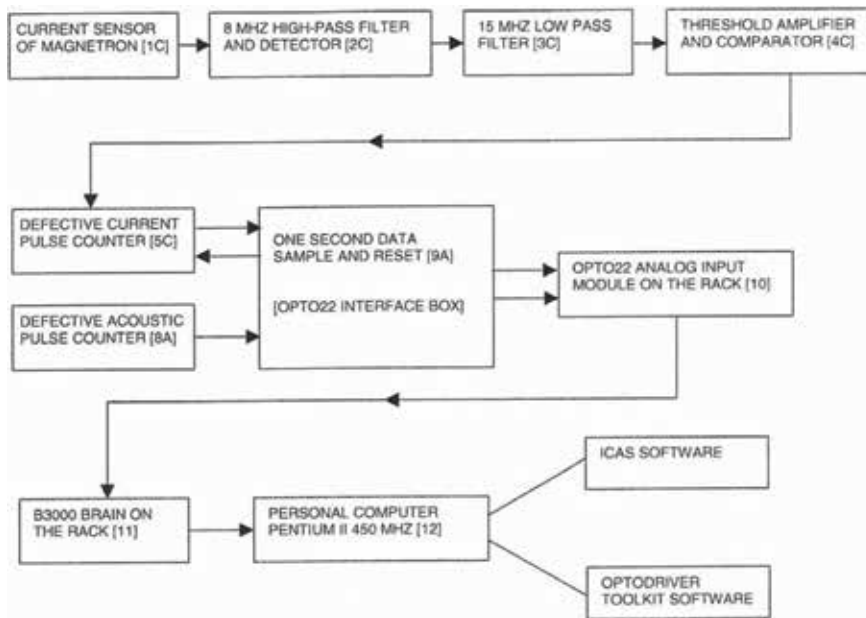 CURRENT SENSOR
OF MAGNETRON [1C]
8 MHZ HIGH-PASS FILTER
AND DETECTOR [2C]
15 MHZ LOW PASS
FILTER [3C]
THRESHOLD AMPLIFIER
AND COMPARATOR [4C]
DEFECTIVE CURRENT
PULSE COUNTER [5C]
ONE SECOND DATA
SAMPLE AND RESET [9A]
[OPTO22 INTERFACE BOX]
OPTO22 ANALOG INPUT
MODULE ON THE RACK [10]
DEFECTIVE ACOUSTIC
PULSE COUNTER [8A]
ICAS SOFTWARE
B3000 BRAIN ON
THE RACK [11]
PERSONAL COMPUTER
PENTIUM II 450 MHZ [12]
OPTODRIVER
TOOLKIT SOFTWARE